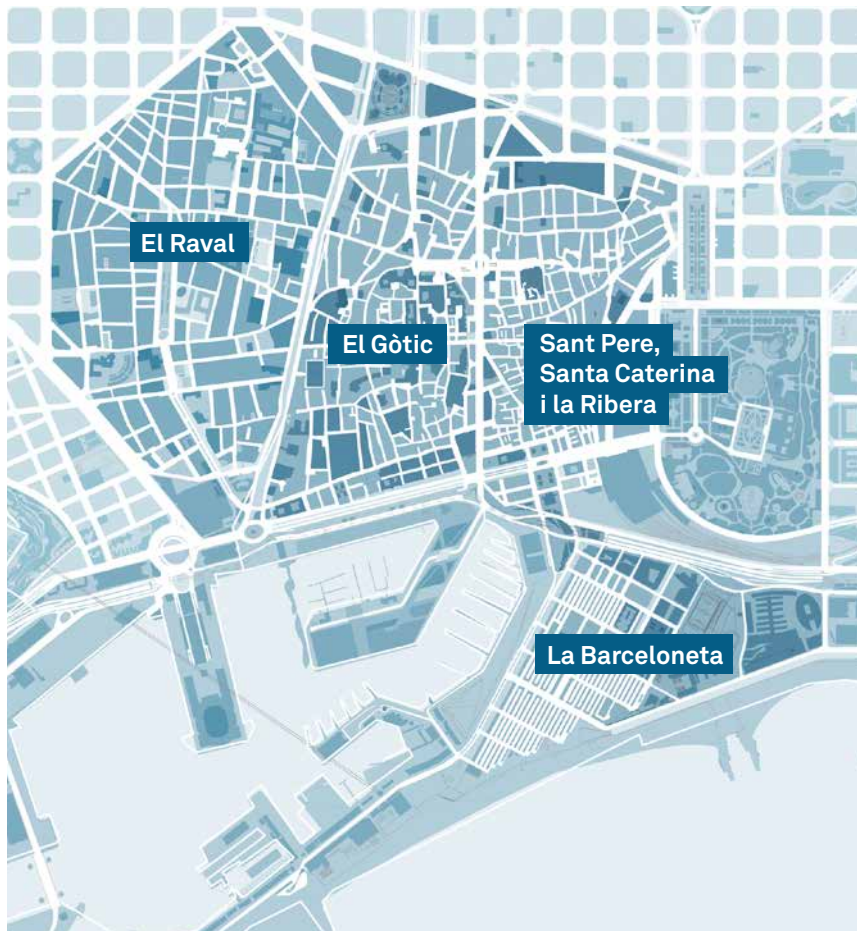 El Raval
El Gòtic
Sant Pere,
Santa Caterina
i la Ribera
La Barceloneta